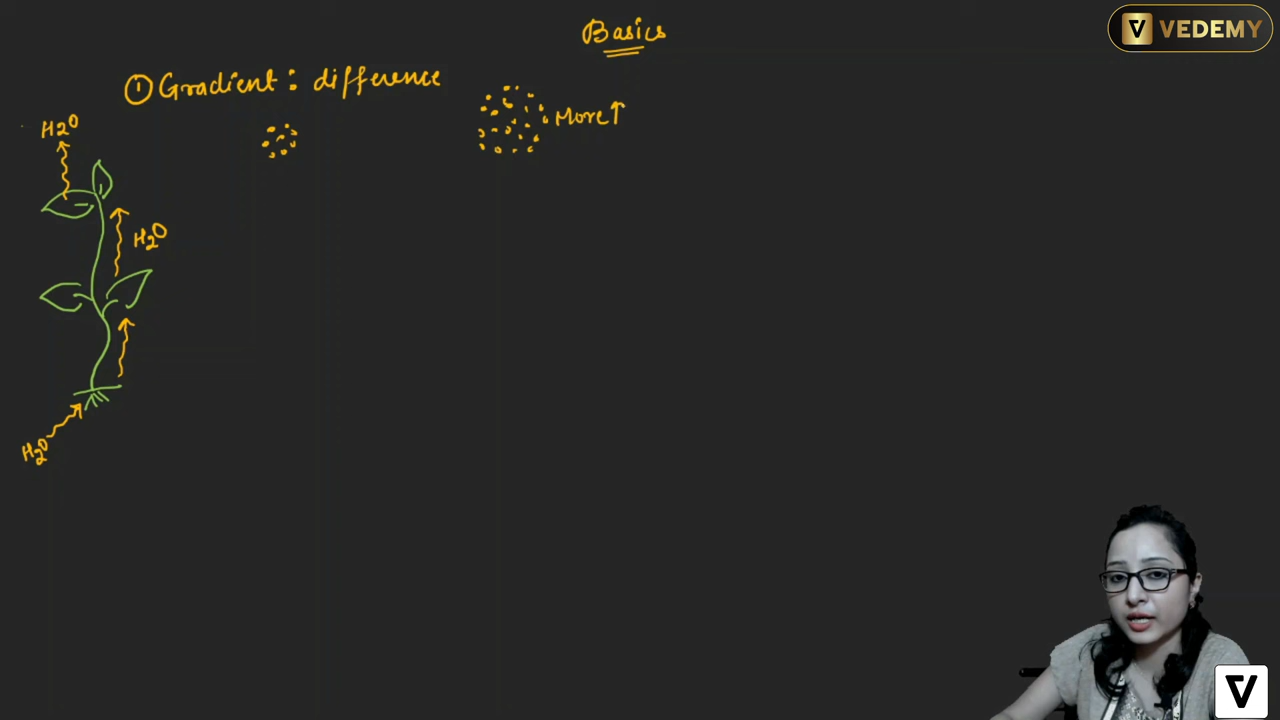 Basics
VEDEMY
① Gradient : difference
More ↑
H2O
H2O
H2O